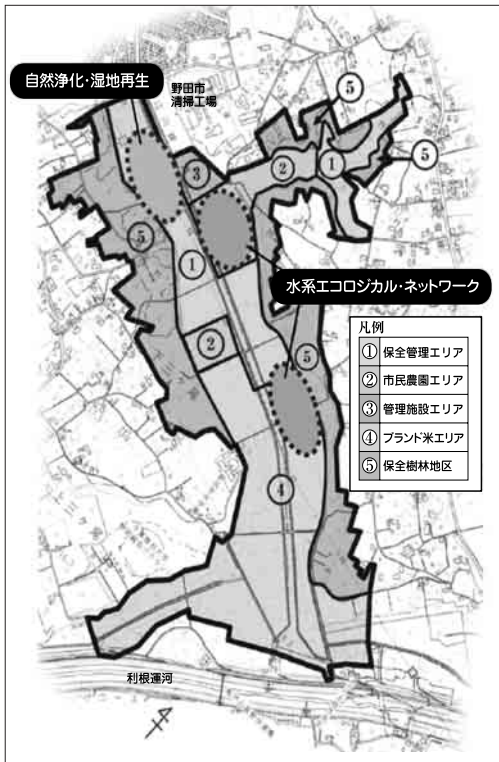 自然浄化・湿地再生
野田市
清掃工場
⑤
②
①
⑤
③
⑤
①
水系エコロジカル・ネットワーク
②
⑤
凡例
① 保全管理エリア
② 市民農園エリア
③ 管理施設エリア
④ ブランド米エリア
⑤ 保全樹林地区
④
利根運河